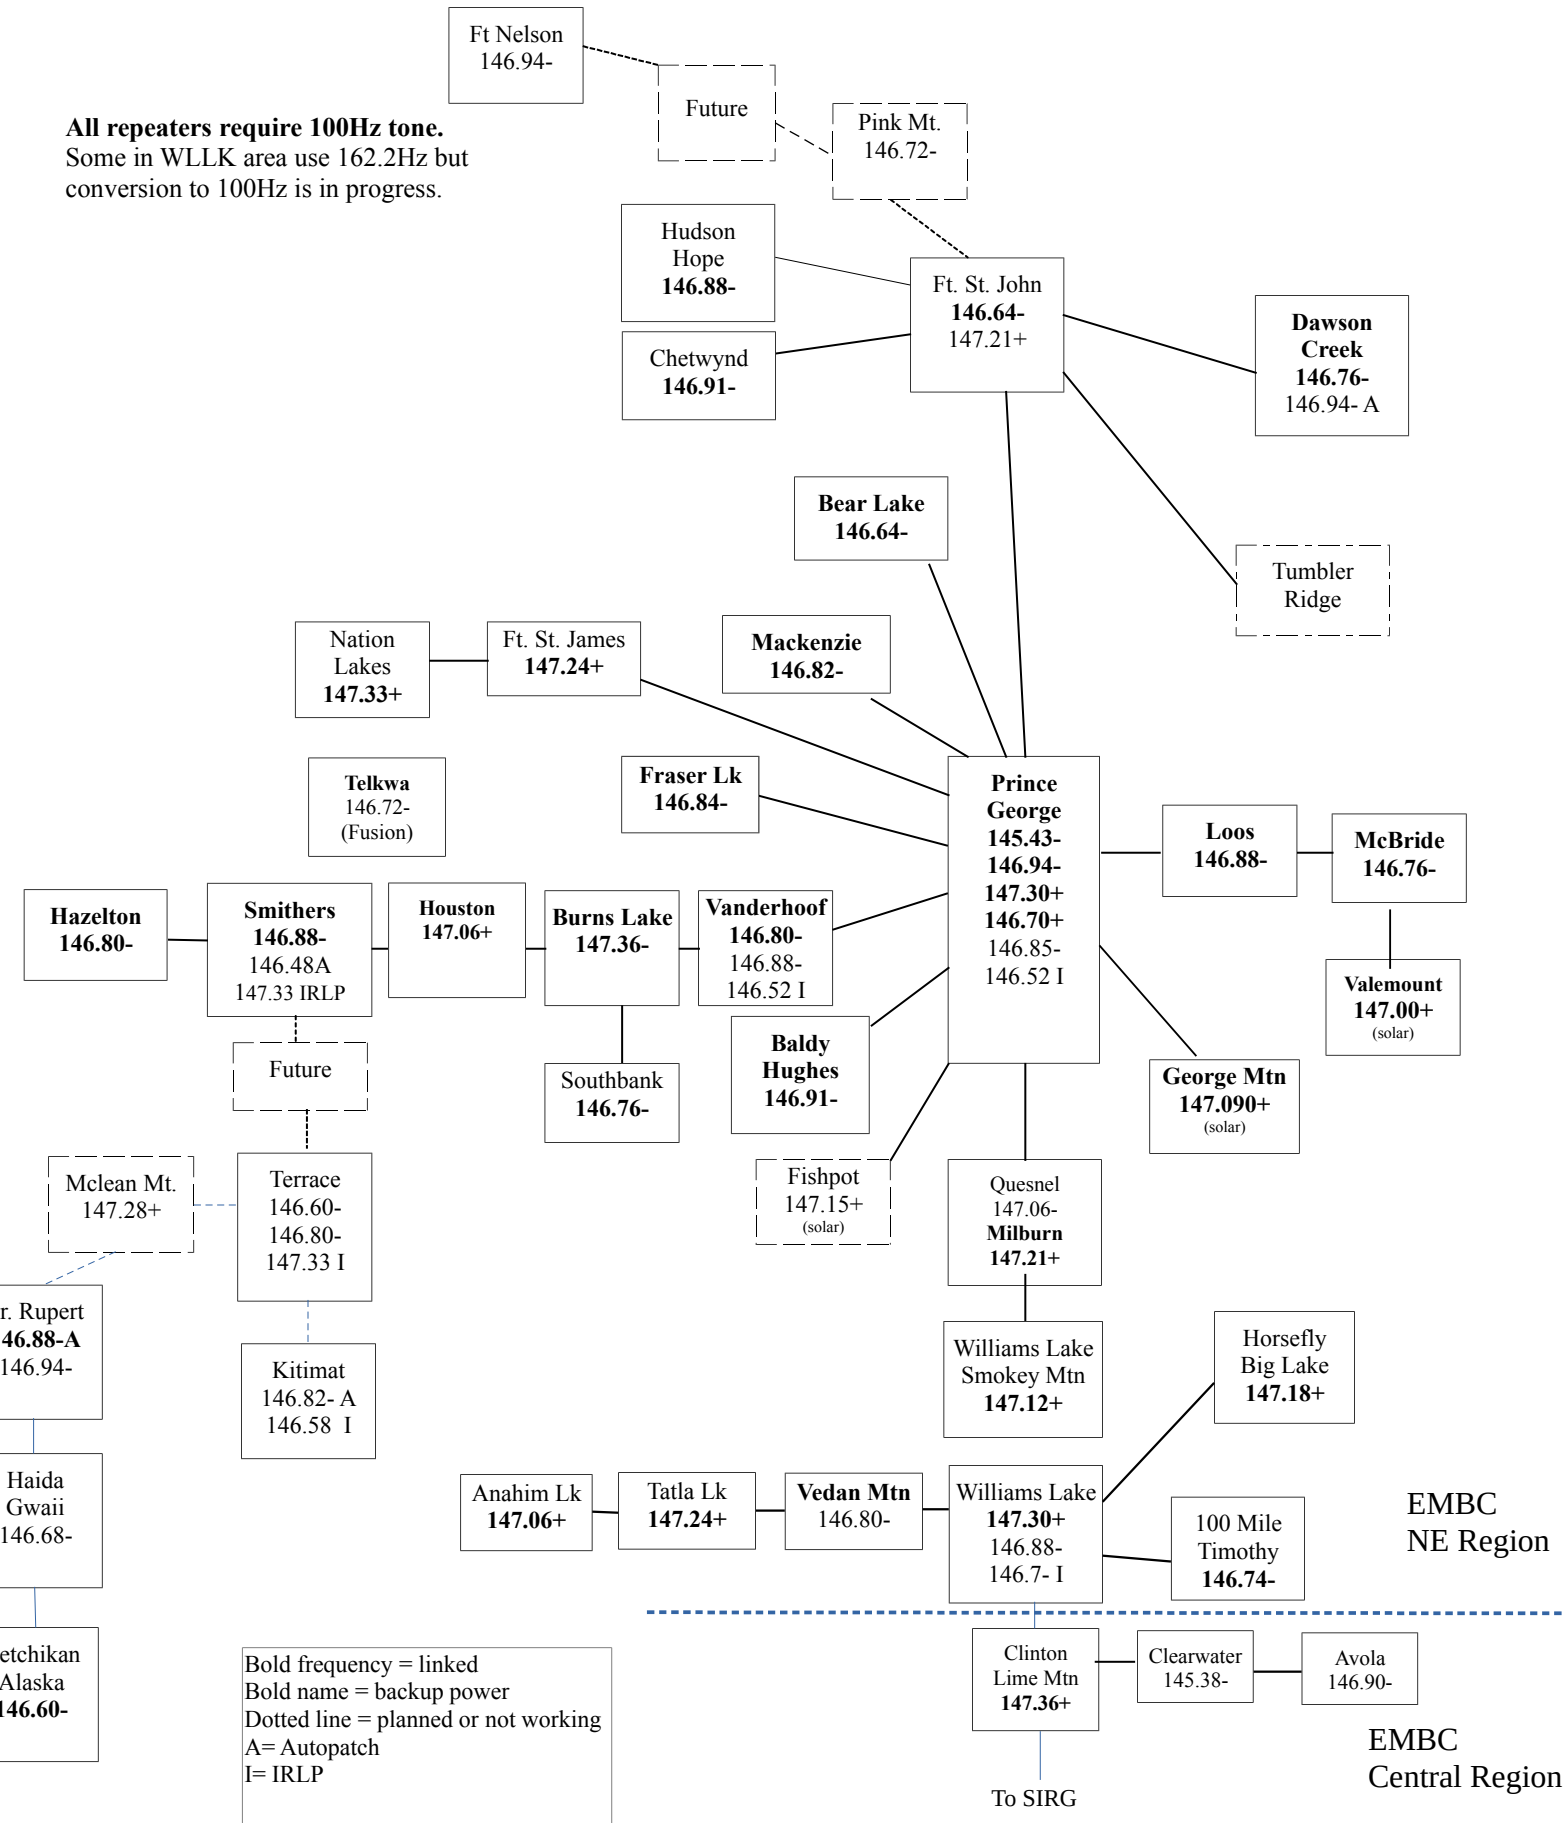 Ft Nelson
146.94-
Future
Pink Mt.
146.72-
All repeaters require 100Hz tone.
Some in WLLK area use 162.2Hz but
conversion to 100Hz is in progress.
Hudson
Hope
146.88-
Ft. St. John
146.64-
147.21+
Dawson
Creek
146.76-
146.94- A
Chetwynd
146.91-
Bear Lake
146.64-
Tumbler
Ridge
Nation
Lakes
147.33+
Ft. St. James
147.24+
Mackenzie
146.82-
Telkwa
146.72-
(Fusion)
Fraser Lk
146.84-
Prince
George
145.43-
146.94-
147.30+
146.70+
146.85-
146.52 I
Loos
146.88-
McBride
146.76-
Hazelton
146.80-
Smithers
146.88-
146.48A
147.33 IRLP
Houston
147.06+
Burns Lake
147.36-
Vanderhoof
146.80-
146.88-
146.52 I
Valemount
147.00+
(solar)
Future
Southbank
146.76-
Baldy
Hughes
146.91-
George Mtn
147.090+
(solar)
Mclean Mt.
147.28+
Terrace
146.60-
146.80-
147.33 I
Fishpot
147.15+
(solar)
Quesnel
147.06-
Milburn
147.21+
r. Rupert
46.88-A
146.94-
Kitimat
146.82- A
146.58 I
Williams Lake
Smokey Mtn
147.12+
Horsefly
Big Lake
147.18+
Haida
Gwaii
146.68-
Anahim Lk
147.06+
Tatla Lk
147.24+
Vedan Mtn
146.80-
Williams Lake
147.30+
146.88-
146.7- I
100 Mile
Timothy
146.74-
EMBC
NE Region
etchikan
Alaska
146.60-
Bold frequency = linked
Bold name = backup power
Dotted line = planned or not working
A= Autopatch
I= IRLP
Clinton
Lime Mtn
147.36+
Clearwater
145.38-
Avola
146.90-
EMBC
Central Region
To SIRG